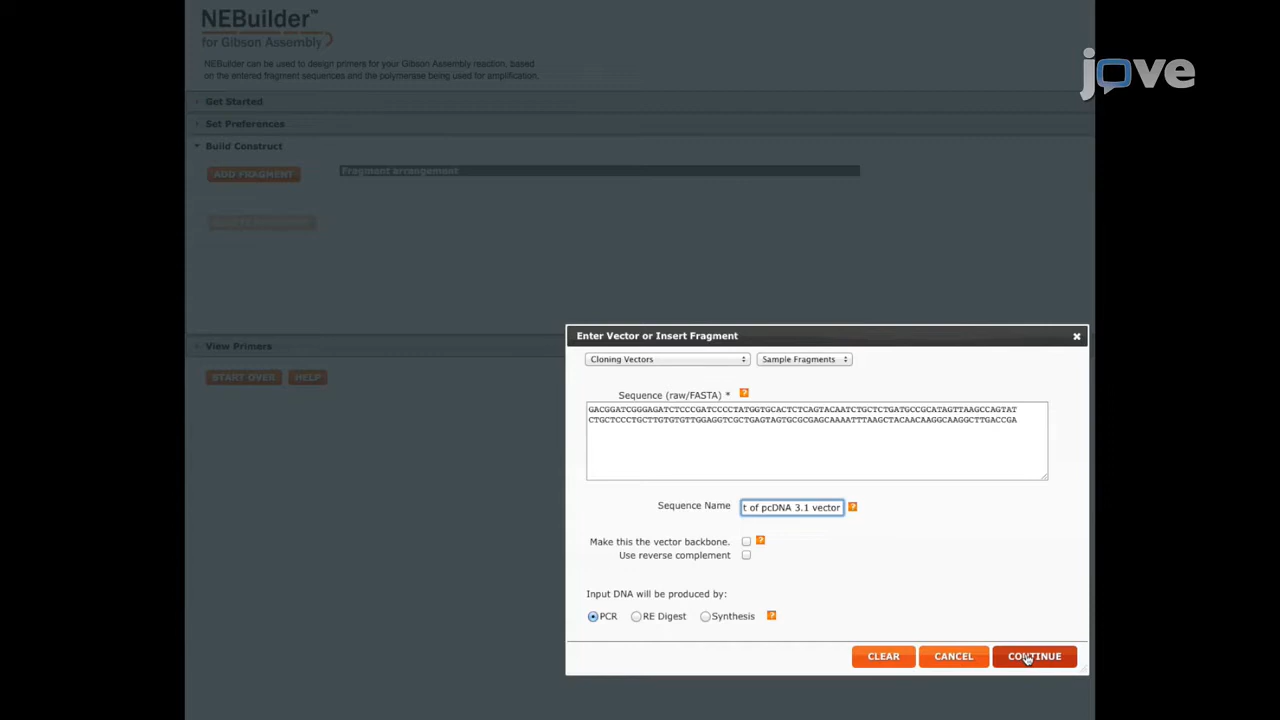 NEBuilder™
for Gibson Assembly
jove
NEBuilder can be used to design primers for your Gibson Assembly reaction, based
on the entered fragment sequences and the polymerase being used for amplification.
Get Started
Set Preferences
Build Construct
ADD FRAGMENT
Fragment arrangement
View Primers
START OVER
HELP
Enter Vector or Insert Fragment
Cloning Vectors
Sample Fragments
Sequence (raw/FASTA) * ?
GACGGATCGGGAGATCTCCCGATCCCCTATGGTGCACTCTCAGTACAATCTGCTCTGATGCCGCATAGTTAAGCCAGTAT
CTGCTCCCTGCTTGTGTGTTGGAGGTCGCTGAGTAGTGCGCGAGCAAAATTTAAGCTACAACAAGGCAAGGCTTGACCGA
Sequence Name t of pcDNA 3.1 vector ?
Make this the vector backbone. ?
Use reverse complement
Input DNA will be produced by:
PCR RE Digest Synthesis ?
CLEAR CANCEL CONTINUE